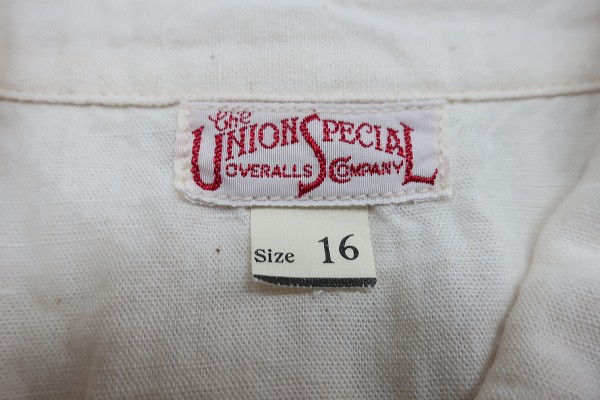 The
UNION SPECIAL
OVERALLS COMPANY
Size 16